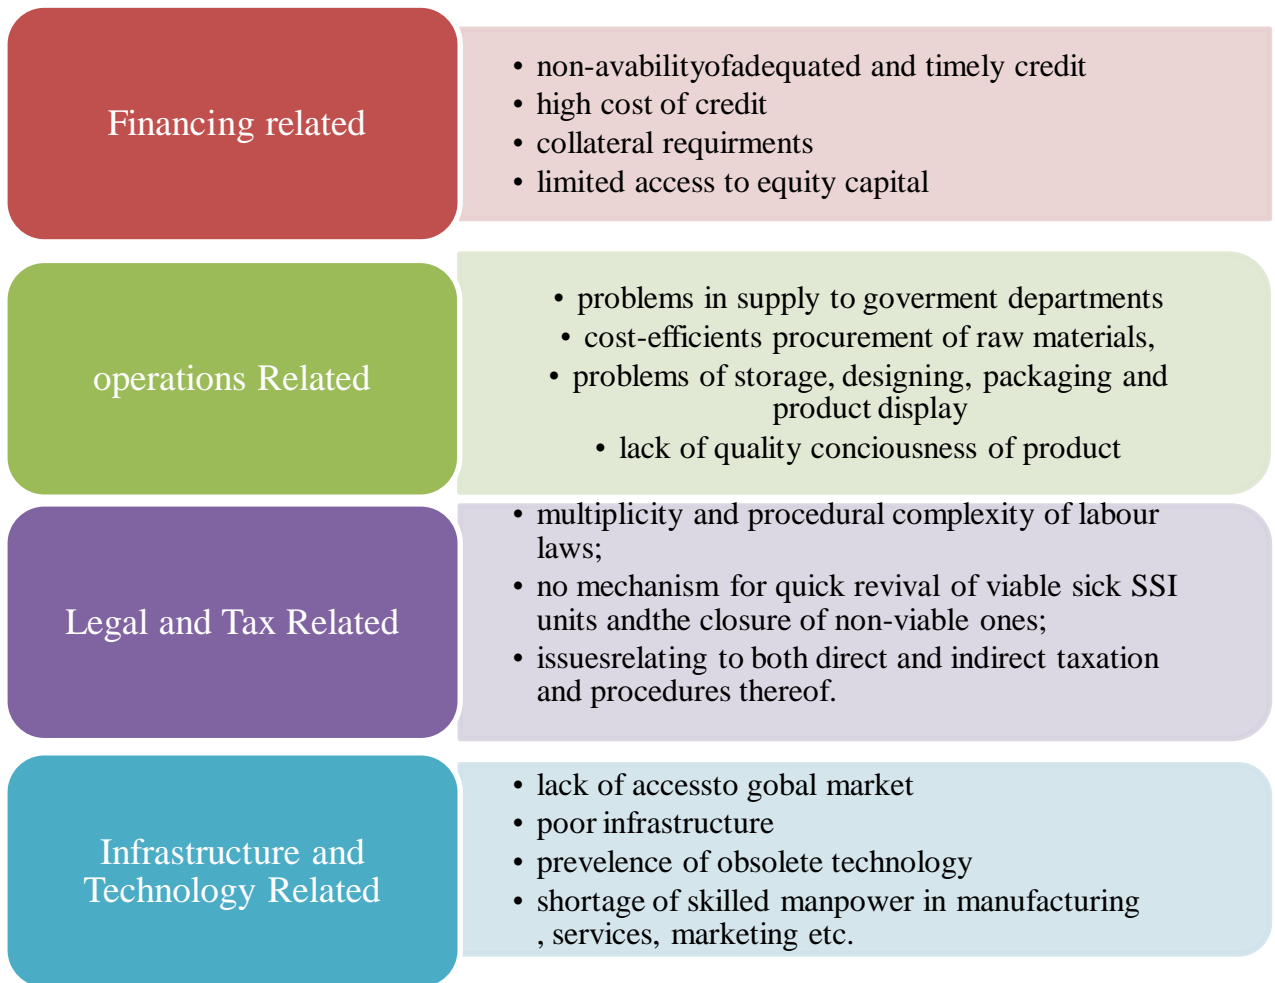 Financing related
• non-avabilityofadequated and timely credit
• high cost of credit
• collateral requirments
• limited access to equity capital
operations Related
• problems in supply to goverment departments
• cost-efficients procurement of raw materials,
• problems of storage, designing, packaging and
product display
• lack of quality conciousness of product
Legal and Tax Related
• multiplicity and procedural complexity of labour
laws;
• no mechanism for quick revival of viable sick SSI
units andthe closure of non-viable ones;
• issuesrelating to both direct and indirect taxation
and procedures thereof.
Infrastructure and
Technology Related
• lack of accessto gobal market
• poor infrastructure
• prevelence of obsolete technology
• shortage of skilled manpower in manufacturing
, services, marketing etc.